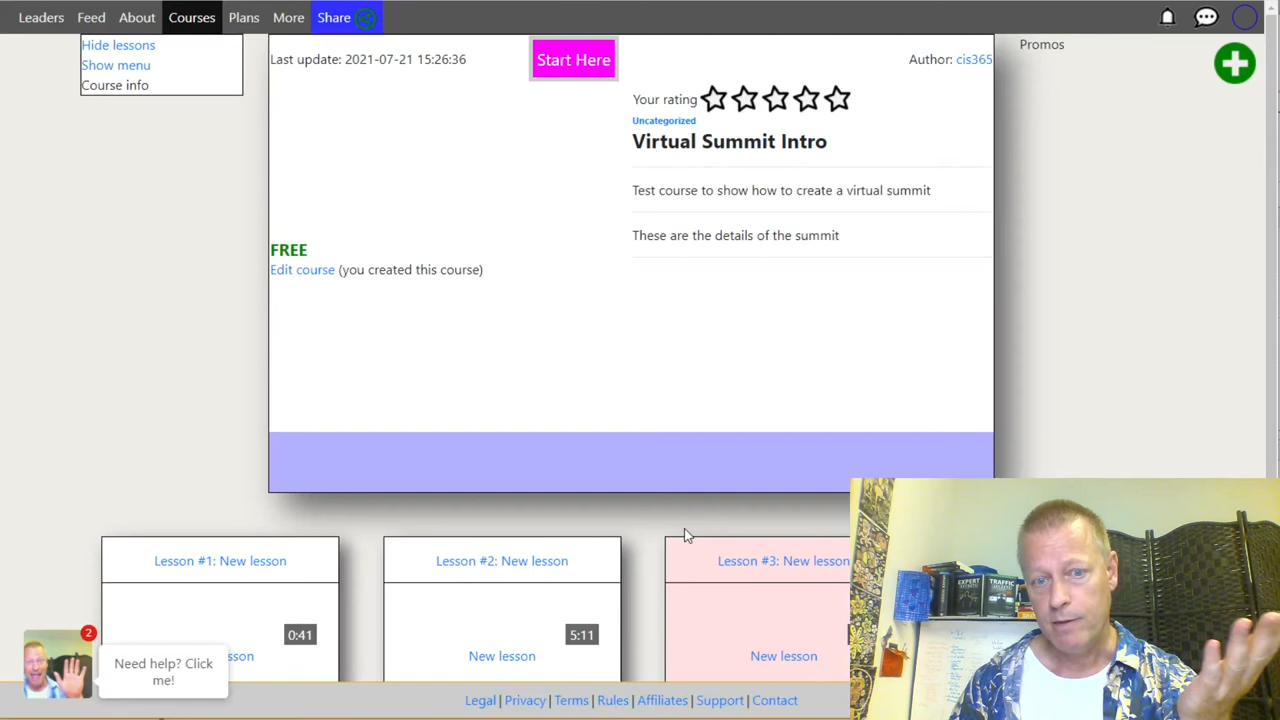 Leaders Feed About Courses Plans More Share
Hide lessons
Show menu
Course info
Last update: 2021-07-21 15:26:36
Start Here
Author: cis365
Promos
Your rating
Uncategorized
Virtual Summit Intro
Test course to show how to create a virtual summit
These are the details of the summit
FREE
Edit course (you created this course)
Lesson #1: New lesson
Lesson #2: New lesson
Lesson #3: New lesson
0:41
5:11
sson
New lesson
New lesson
2
Need help? Click
me!
Legal | Privacy | Terms | Rules | Affiliates | Support | Contact
EXPERT
TRAFFIC